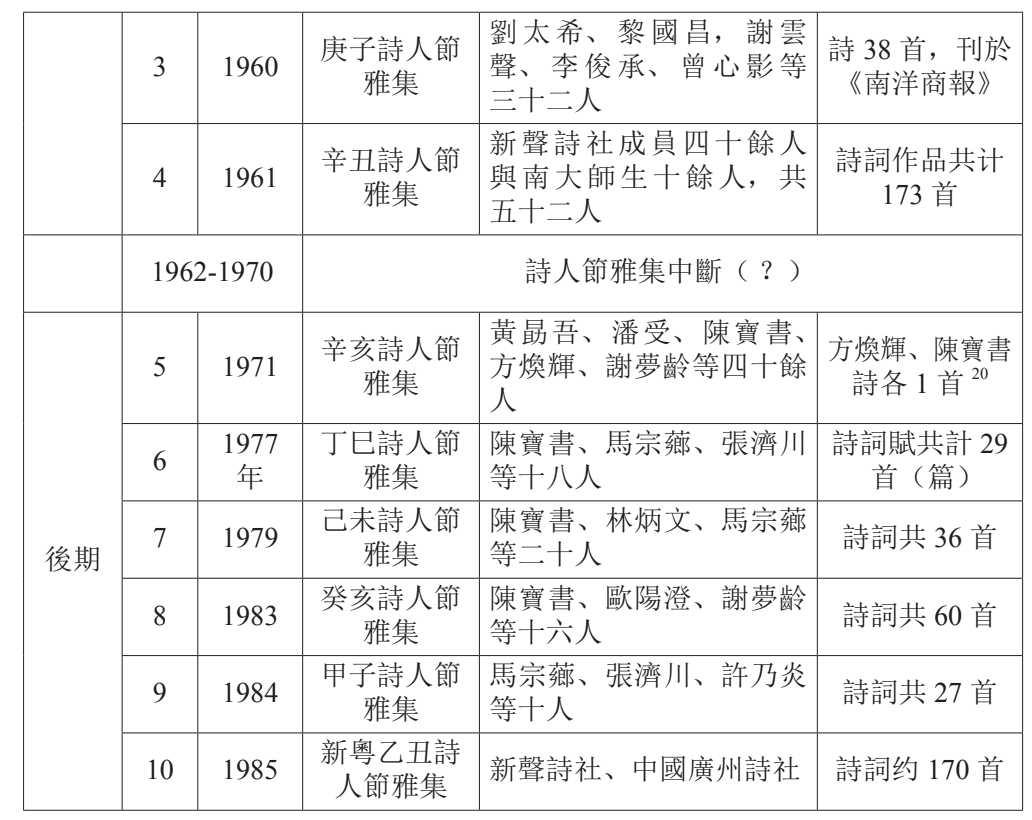 3 1960 庚子詩人節 劉太希、黎國昌，謝雲 詩 38 首，刊於
雅集 聲、李俊承、曾心影等 《南洋商報》
三十二人
4 1961 辛丑詩人節 新聲詩社成員四十餘人 詩詞作品共计
雅集 與南大師生十餘人，共 173 首
五十二人
1962-1970 詩人節雅集中斷（？）
後期
5 1971 辛亥詩人節 黃勗吾、潘受、陳寶書、 方煥輝、陳寶書
雅集 方煥輝、謝夢齡等四十餘 詩各 1 首 20
人
6 1977 丁巳詩人節 陳寶書、馬宗薌、張濟川 詩詞賦共計 29
年 雅集 等十八人 首（篇）
7 1979 己未詩人節 陳寶書、林炳文、馬宗薌 詩詞共 36 首
雅集 等二十人
8 1983 癸亥詩人節 陳寶書、歐陽澄、謝夢齡 詩詞共 60 首
雅集 等十六人
9 1984 甲子詩人節 馬宗薌、張濟川、許乃炎 詩詞共 27 首
雅集 等十人
10 1985 新粵乙丑詩 新聲詩社、中國廣州詩社 詩詞约 170 首
人節雅集